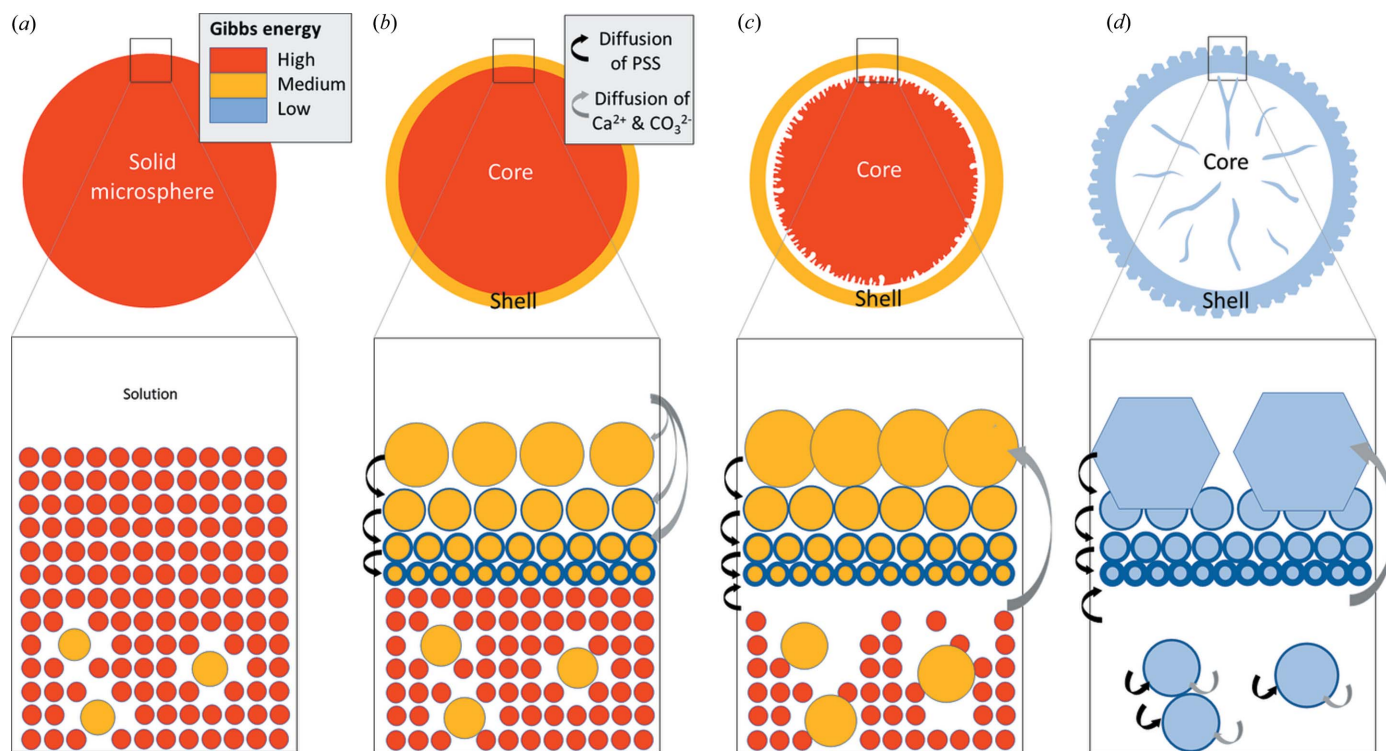 (a)
Gibbs energy
High
Medium
Low
Solid
microsphere
Solution
(b)
Diffusion
of PSS
Diffusion of
Ca²⁺ & CO₃²⁻
Core
Shell
(c)
Core
Shell
(d)
Core
Shell